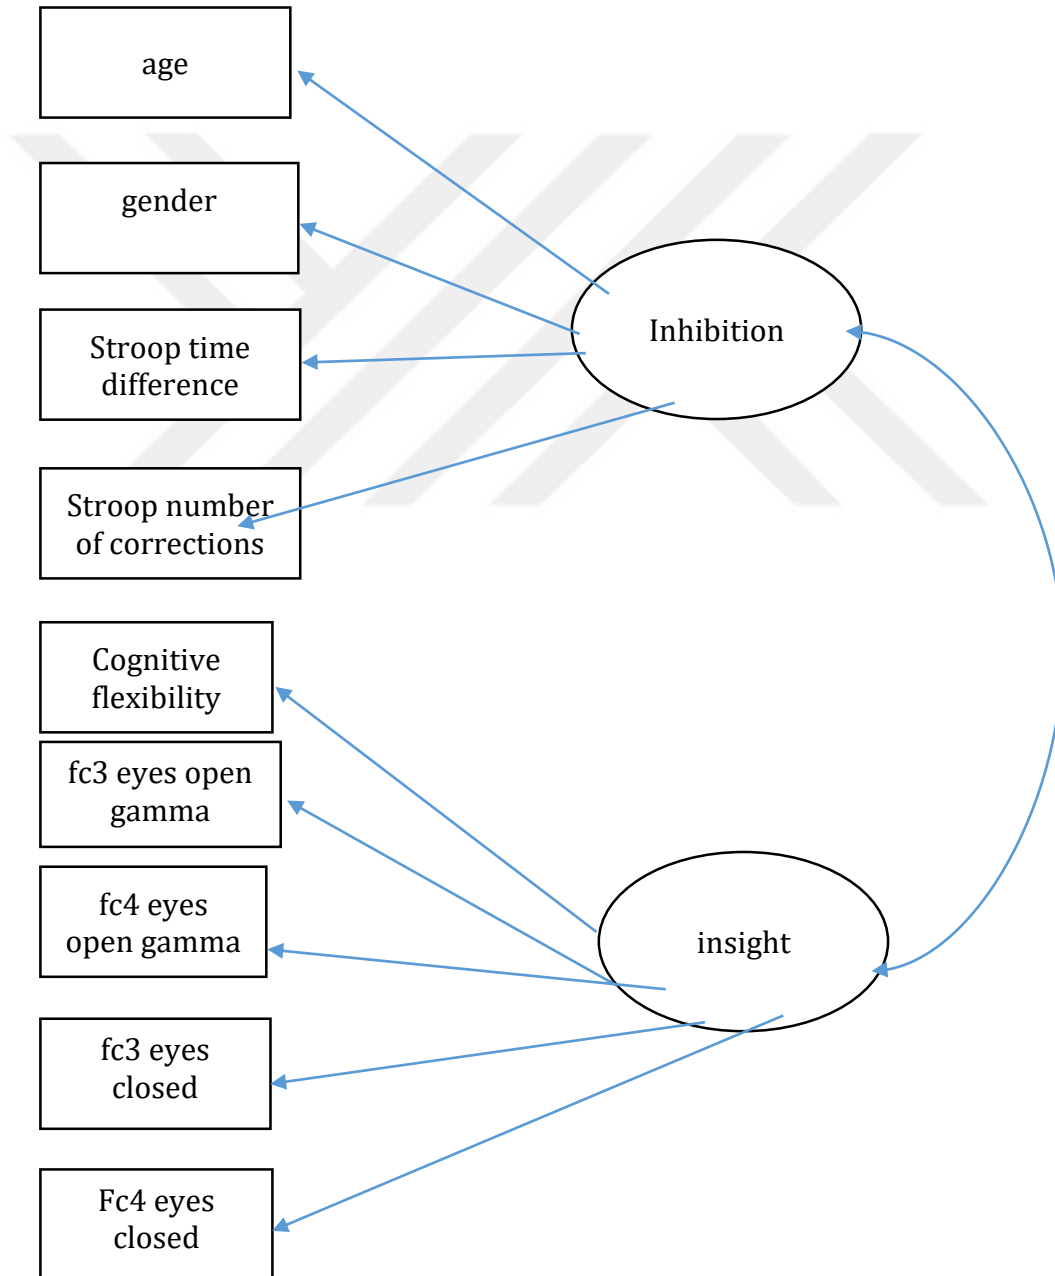 age
gender
Stroop time
difference
Inhibition
Stroop number
of corrections
Cognitive
flexibility
fc3 eyes open
gamma
fc4 eyes
open gamma
insight
fc3 eyes
closed
Fc4 eyes
closed